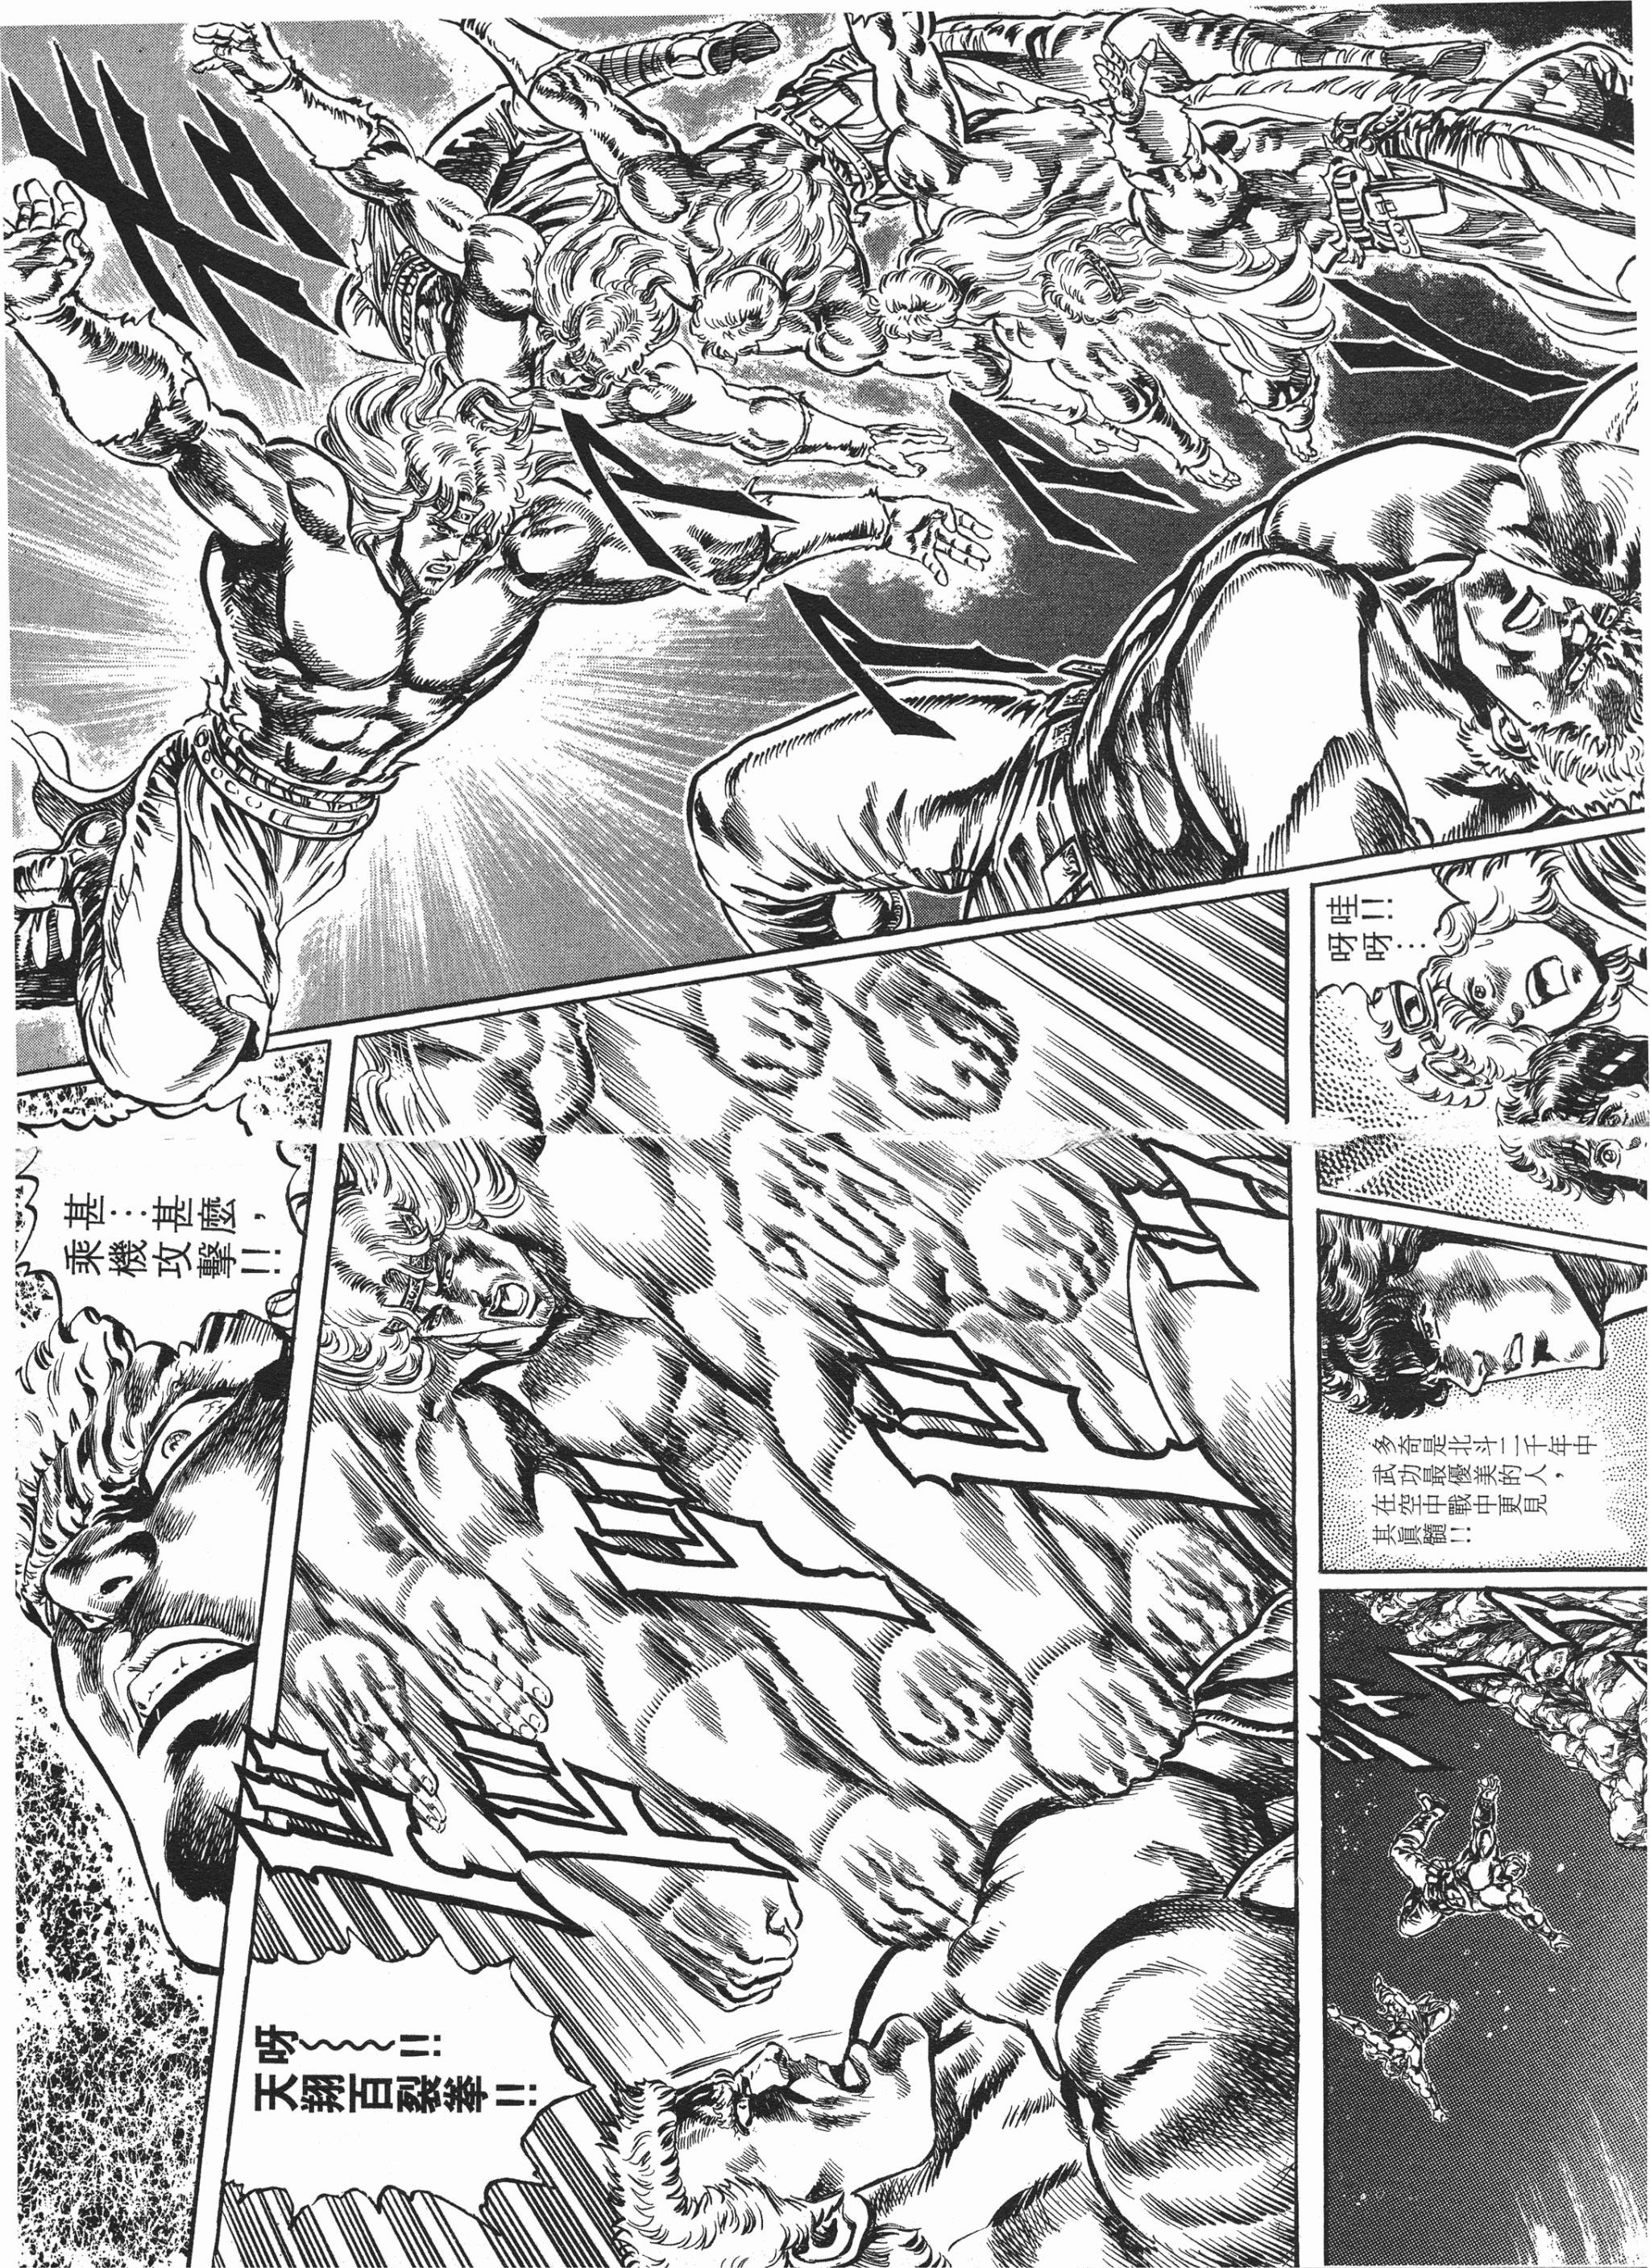 甚…甚麼，
乘機攻擊!!
呀～～～!!
天翔百裂拳!!
哇!!
呀呀…
多奇是北斗二千年中
武功最優美的人，
在空中戰中更見
其眞髓!!